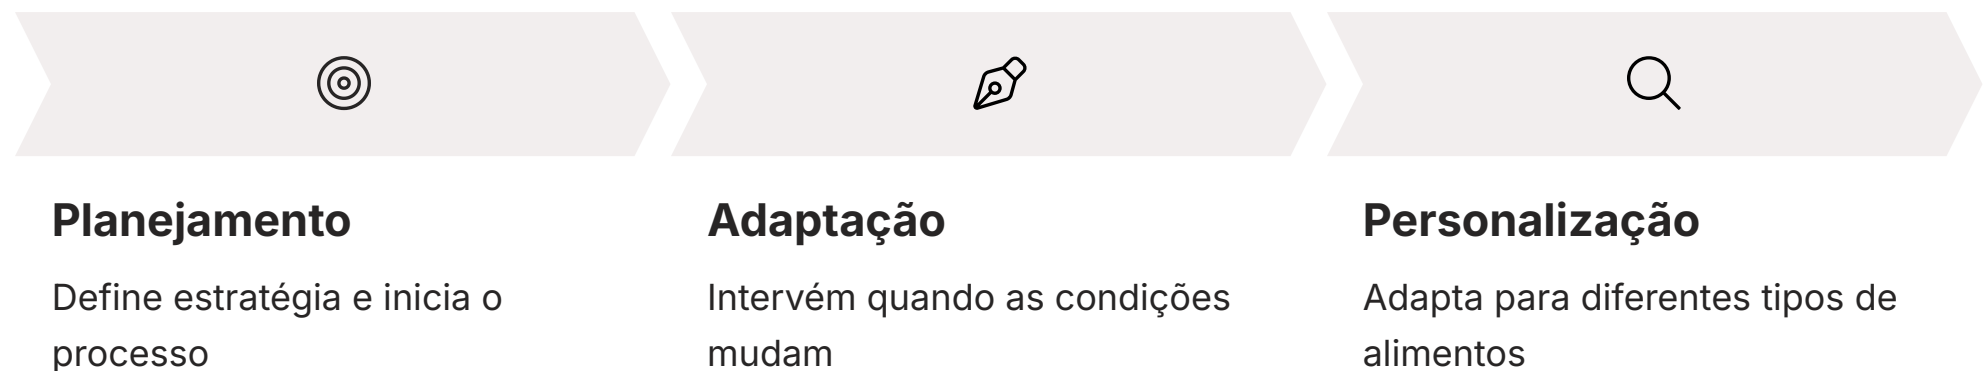 Planejamento
Define estratégia e inicia o
processo
Adaptação
Intervém quando as condições
mudam
Personalização
Adapta para diferentes tipos de
alimentos